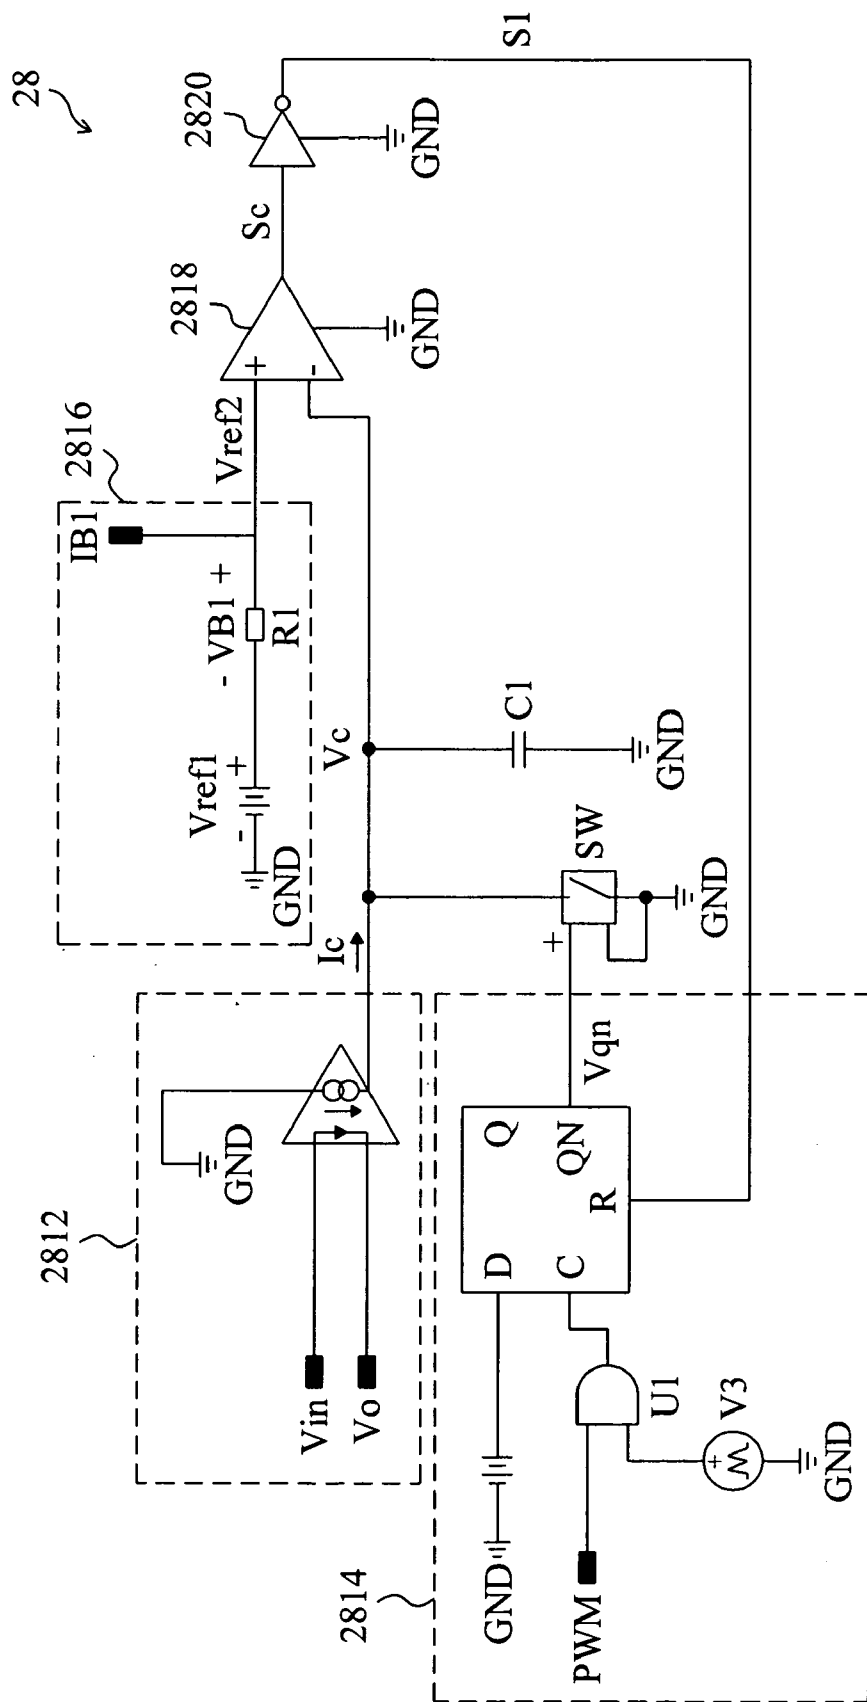 28
2812
GND
Vin
Vo
Ic
2816
IB1
Vref1
+
-
GND
- VB1 +
R1
Vref2
2818
+
-
GND
Sc
2820
GND
S1
Vc
C1
GND
SW
+
GND
2814
D
Q
C
QN
R
Vqn
GND
PWM
U1
V3
+
GND